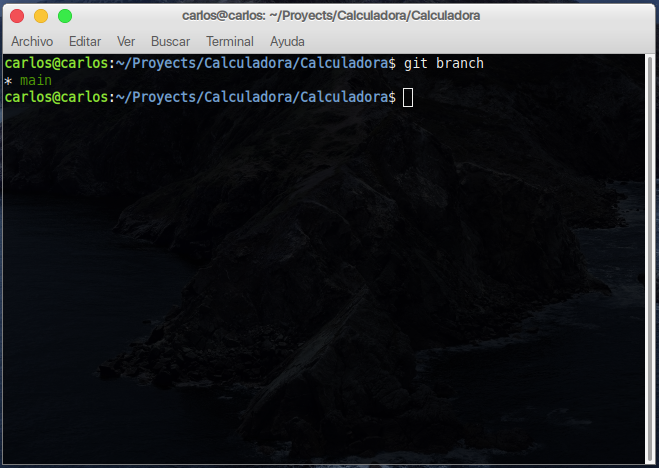 carlos@carlos: ~/Proyects/Calculadora/Calculadora
Archivo Editar Ver Buscar Terminal Ayuda
carlos@carlos:~/Proyects/Calculadora/Calculadora$ git branch
* main
carlos@carlos:~/Proyects/Calculadora/Calculadora$